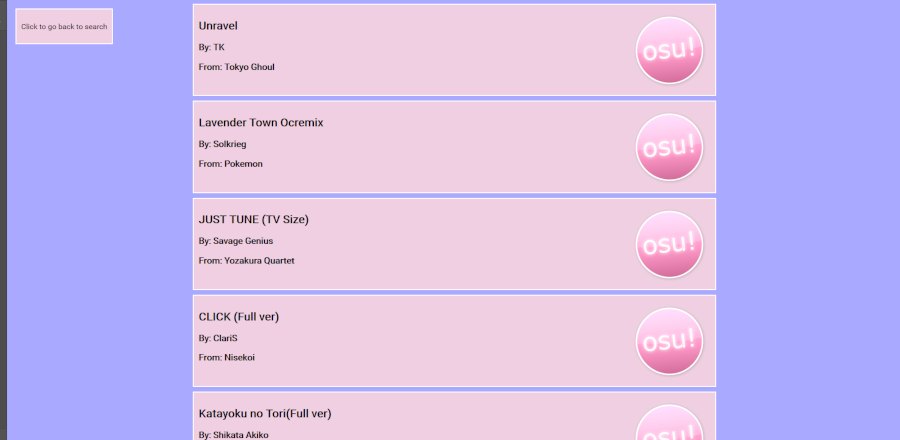 Click to go back to search
Unravel
By: TK
From: Tokyo Ghoul
osu!
Lavender Town Ocremix
By: Solkrieg
From: Pokemon
osu!
JUST TUNE (TV Size)
By: Savage Genius
From: Yozakura Quartet
osu!
CLICK (Full ver)
By: ClariS
From: Nisekoi
osu!
Katayoku no Tori(Full ver)
By: Shikata Akiko
osu!